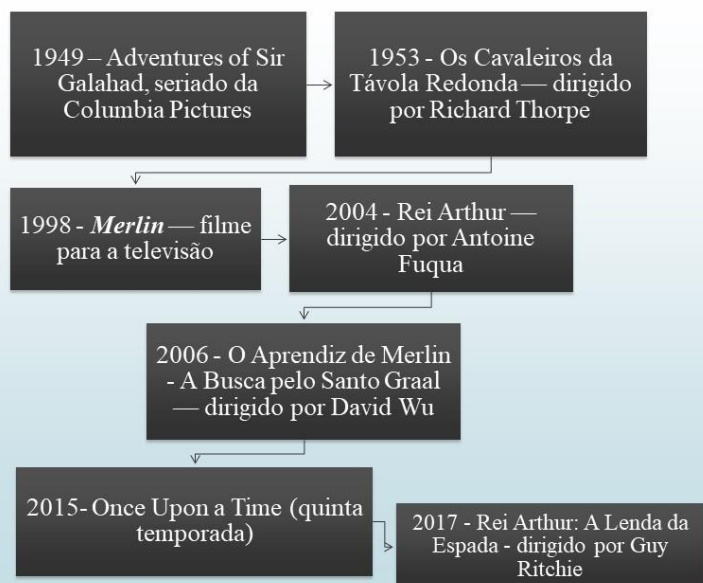 1949 – Adventures of Sir
Galahad, seriado da
Columbia Pictures
1953 - Os Cavaleiros da
Távola Redonda — dirigido
por Richard Thorpe
1998 - Merlin — filme
para a televisão
2004 - Rei Arthur —
dirigido por Antoine
Fuqua
2006 - O Aprendiz de Merlin
- A Busca pelo Santo Graal
— dirigido por David Wu
2015- Once Upon a Time (quinta
temporada)
2017 - Rei Arthur: A Lenda da
Espada - dirigido por Guy
Ritchie